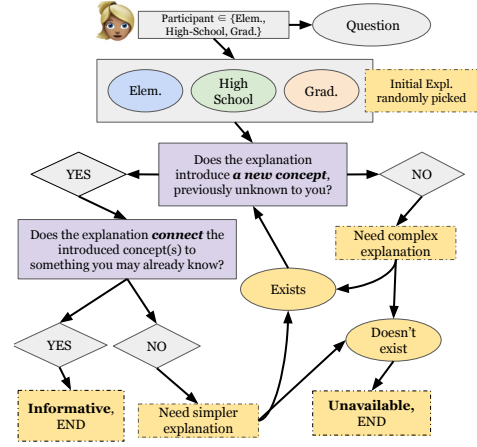 Participant ∈ {Elem.,
High-School, Grad.}
Question
Elem.
High
School
Grad.
Initial Expl.
randomly picked
Does the explanation
introduce a new concept,
previously unknown to you?
YES
NO
Does the explanation connect the
introduced concept(s) to
something you may already know?
Need complex
explanation
Exists
Doesn't
exist
YES
NO
Informative,
END
Need simpler
explanation
Unavailable,
END